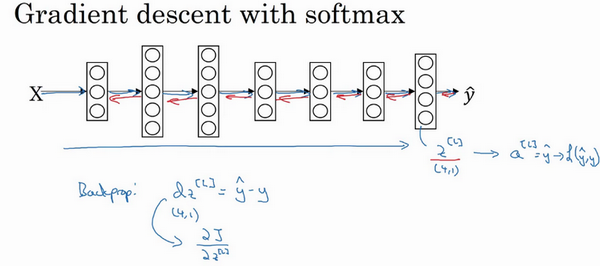 Gradient descent with softmax
X
ŷ
z^[L] → a^[L] = ŷ → L(ŷ,y)
(4,1)
Backprop: dz^[L] = ŷ - y
(4,1)
∂J
∂z^[L]